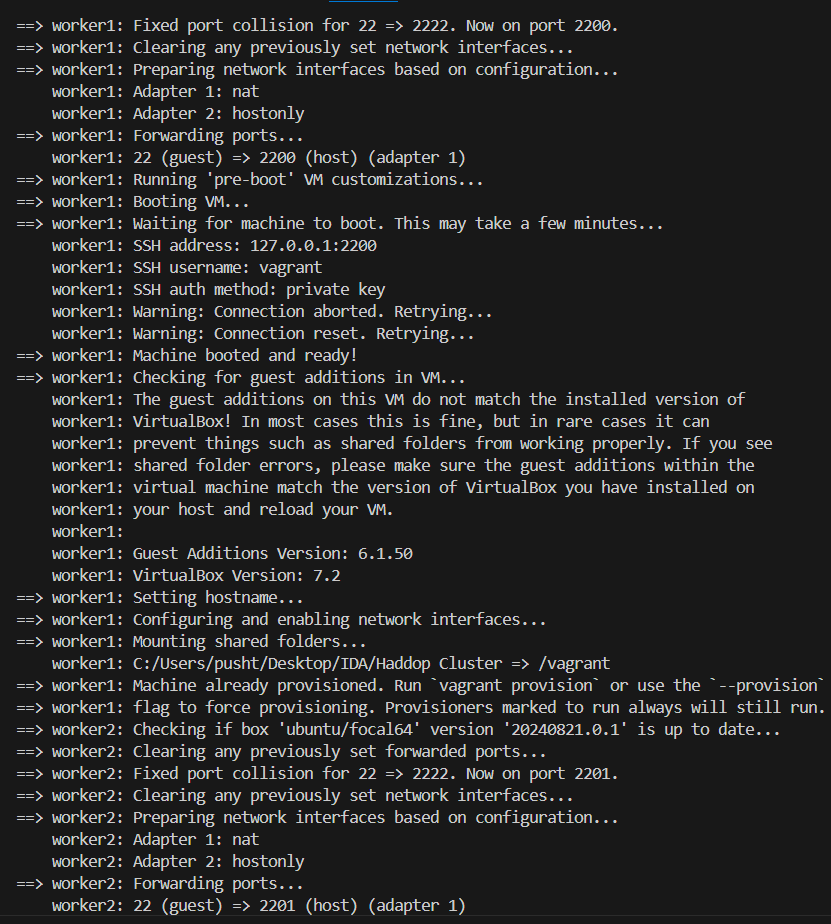 ==> worker1: Fixed port collision for 22 => 2222. Now on port 2200.
==> worker1: Clearing any previously set network interfaces...
==> worker1: Preparing network interfaces based on configuration...
    worker1: Adapter 1: nat
    worker1: Adapter 2: hostonly
==> worker1: Forwarding ports...
    worker1: 22 (guest) => 2200 (host) (adapter 1)
==> worker1: Running 'pre-boot' VM customizations...
==> worker1: Booting VM...
==> worker1: Waiting for machine to boot. This may take a few minutes...
    worker1: SSH address: 127.0.0.1:2200
    worker1: SSH username: vagrant
    worker1: SSH auth method: private key
    worker1: Warning: Connection aborted. Retrying...
    worker1: Warning: Connection reset. Retrying...
==> worker1: Machine booted and ready!
==> worker1: Checking for guest additions in VM...
    worker1: The guest additions on this VM do not match the installed version of
    worker1: VirtualBox! In most cases this is fine, but in rare cases it can
    worker1: prevent things such as shared folders from working properly. If you see
    worker1: shared folder errors, please make sure the guest additions within the
    worker1: virtual machine match the version of VirtualBox you have installed on
    worker1: your host and reload your VM.
    worker1:
    worker1: Guest Additions Version: 6.1.50
    worker1: VirtualBox Version: 7.2
==> worker1: Setting hostname...
==> worker1: Configuring and enabling network interfaces...
==> worker1: Mounting shared folders...
    worker1: C:/Users/pusht/Desktop/IDA/Haddop Cluster => /vagrant
==> worker1: Machine already provisioned. Run `vagrant provision` or use the `--provision`
==> worker1: flag to force provisioning. Provisioners marked to run always will still run.
==> worker2: Checking if box 'ubuntu/focal64' version '20240821.0.1' is up to date...
==> worker2: Clearing any previously set forwarded ports...
==> worker2: Fixed port collision for 22 => 2222. Now on port 2201.
==> worker2: Clearing any previously set network interfaces...
==> worker2: Preparing network interfaces based on configuration...
    worker2: Adapter 1: nat
    worker2: Adapter 2: hostonly
==> worker2: Forwarding ports...
    worker2: 22 (guest) => 2201 (host) (adapter 1)